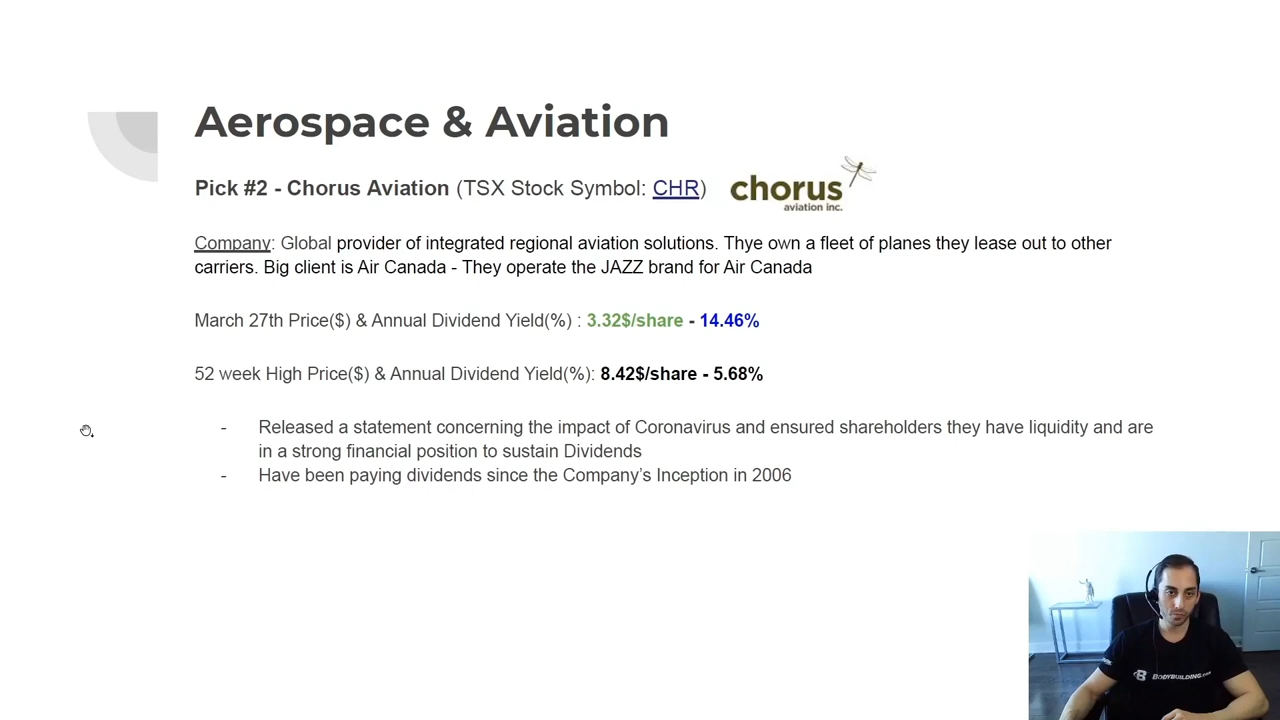 Aerospace & Aviation
Pick #2 - Chorus Aviation (TSX Stock Symbol: CHR)
chorus
aviation inc.
Company: Global provider of integrated regional aviation solutions. Thye own a fleet of planes they lease out to other
carriers. Big client is Air Canada - They operate the JAZZ brand for Air Canada
March 27th Price($) & Annual Dividend Yield(%) : 3.32$/share - 14.46%
52 week High Price($) & Annual Dividend Yield(%): 8.42$/share - 5.68%
- Released a statement concerning the impact of Coronavirus and ensured shareholders they have liquidity and are
in a strong financial position to sustain Dividends
- Have been paying dividends since the Company's Inception in 2006
BODYBUILDING.com